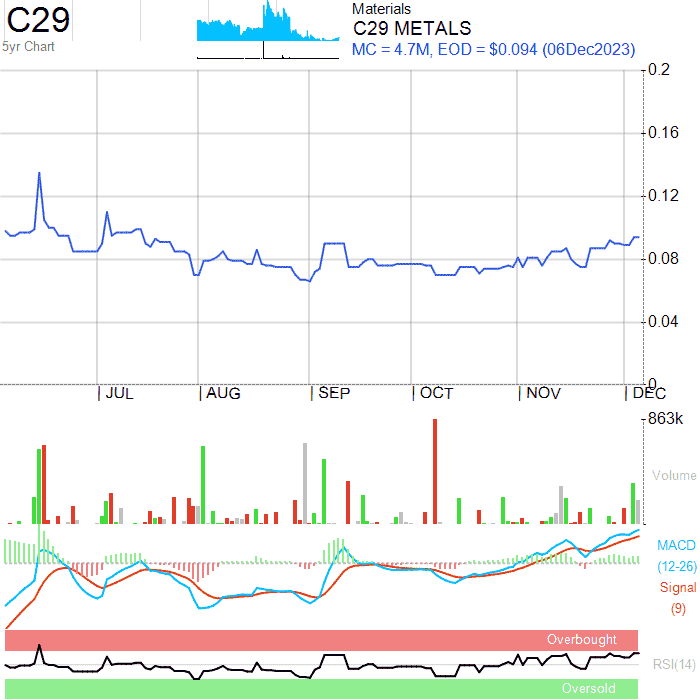 C29
5yr Chart
Materials
C29 METALS
MC = 4.7M, EOD = $0.094 (06Dec2023)
0.2
0.16
0.12
0.08
0.04
0
JUL AUG SEP OCT NOV DEC
863k
Volume
MACD
(12-26)
Signal
(9)
Overbought
RSI(14)
Oversold